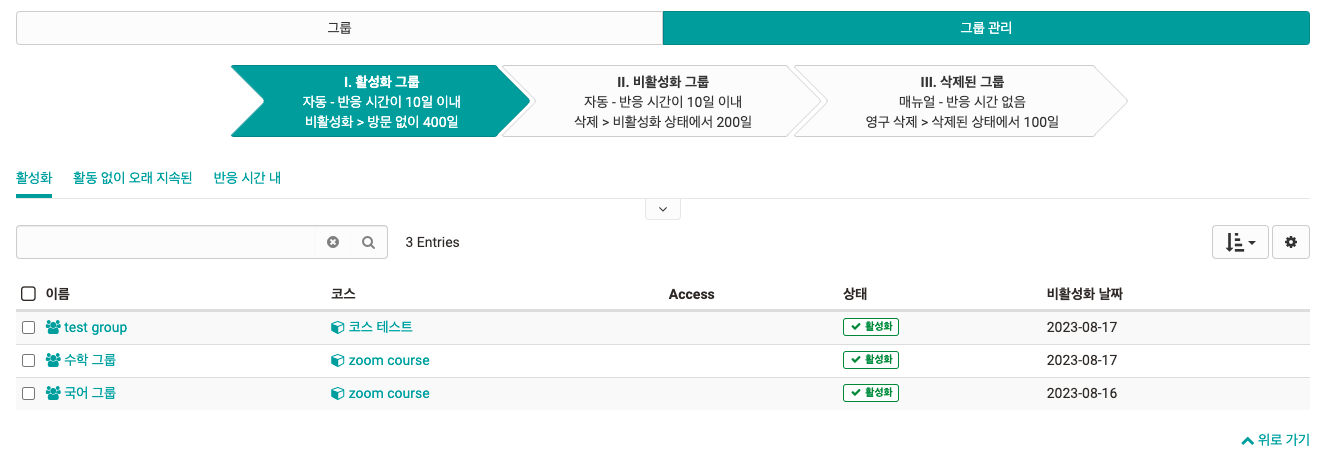 그룹
그룹 관리
I. 활성화 그룹
자동 - 반응 시간이 10일 이내
비활성화 > 방문 없이 400일
II. 비활성화 그룹
자동 - 반응 시간이 10일 이내
삭제 > 비활성화 상태에서 200일
III. 삭제된 그룹
매뉴얼 - 반응 시간 없음
영구 삭제 > 삭제된 상태에서 100일
활성화 활동 없이 오래 지속된 반응 시간 내
3 Entries
이름 코스 Access 상태 비활성화 날짜
test group 코스 테스트 활성화 2023-08-17
수학 그룹 zoom course 활성화 2023-08-17
국어 그룹 zoom course 활성화 2023-08-16
위로 가기